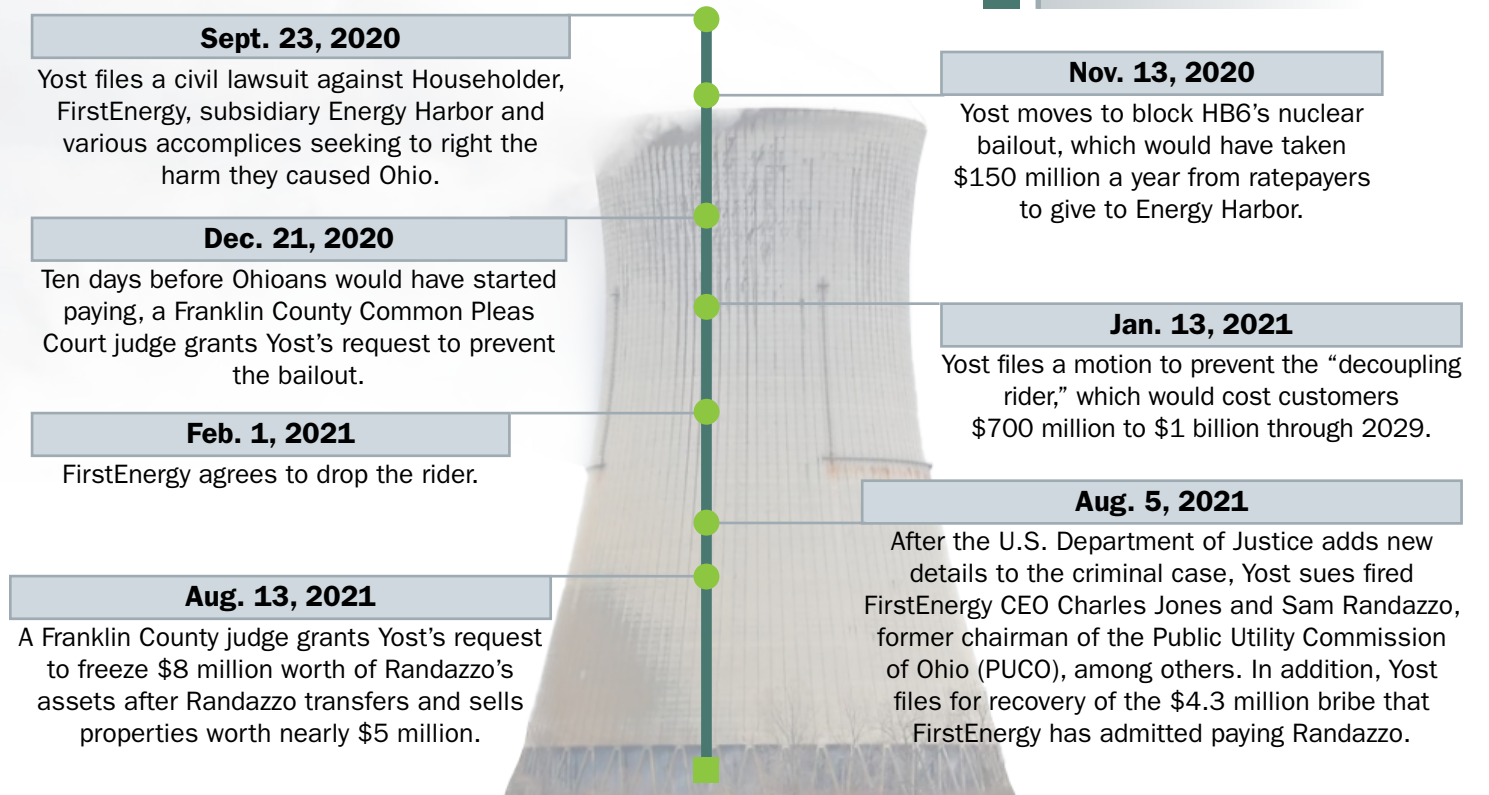 Sept. 23, 2020
Yost files a civil lawsuit against Householder,
FirstEnergy, subsidiary Energy Harbor and
various accomplices seeking to right the
harm they caused Ohio.
Nov. 13, 2020
Yost moves to block HB6’s nuclear
bailout, which would have taken
$150 million a year from ratepayers
to give to Energy Harbor.
Dec. 21, 2020
Ten days before Ohioans would have started
paying, a Franklin County Common Pleas
Court judge grants Yost’s request to prevent
the bailout.
Jan. 13, 2021
Yost files a motion to prevent the “decoupling
rider,” which would cost customers
$700 million to $1 billion through 2029.
Feb. 1, 2021
FirstEnergy agrees to drop the rider.
Aug. 5, 2021
After the U.S. Department of Justice adds new
details to the criminal case, Yost sues fired
FirstEnergy CEO Charles Jones and Sam Randazzo,
former chairman of the Public Utility Commission
of Ohio (PUCO), among others. In addition, Yost
files for recovery of the $4.3 million bribe that
FirstEnergy has admitted paying Randazzo.
Aug. 13, 2021
A Franklin County judge grants Yost’s request
to freeze $8 million worth of Randazzo’s
assets after Randazzo transfers and sells
properties worth nearly $5 million.